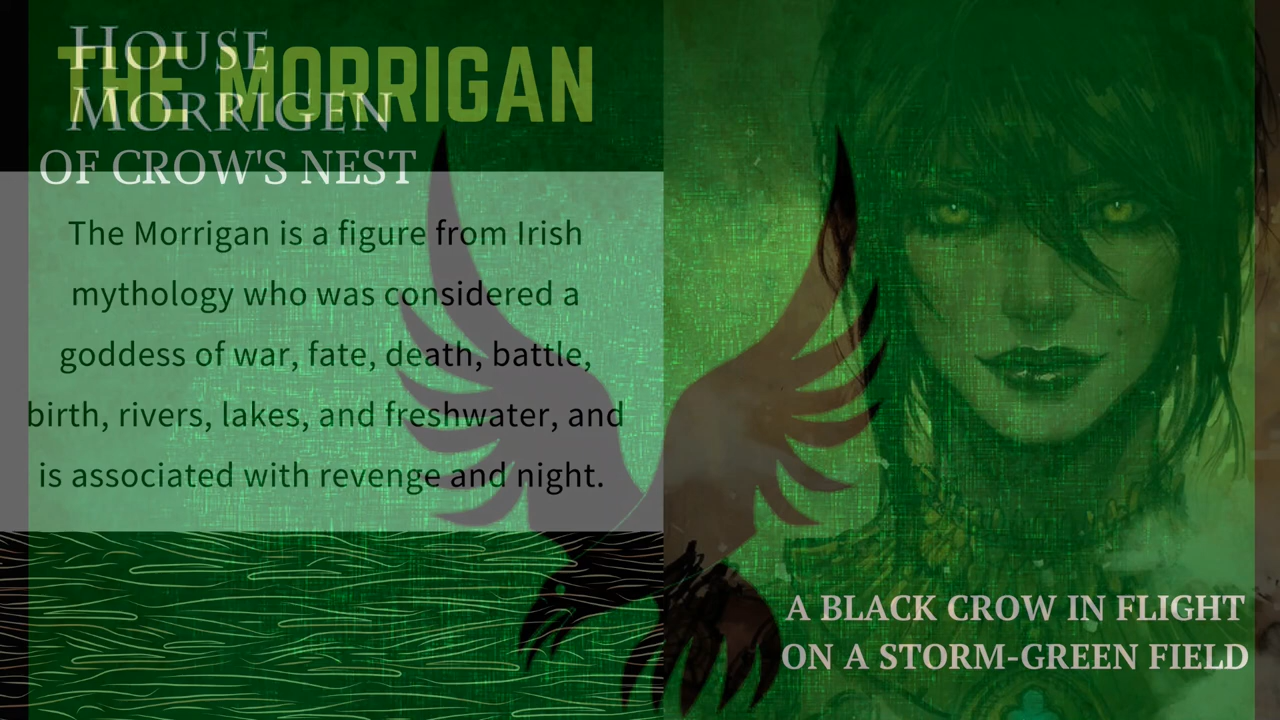 HOUSE
MORRIGEN
OF CROW'S NEST
THE MORRIGAN
The Morrigan is a figure from Irish
mythology who was considered a
goddess of war, fate, death, battle,
birth, rivers, lakes, and freshwater, and
is associated with revenge and night.
A BLACK CROW IN FLIGHT
ON A STORM-GREEN FIELD